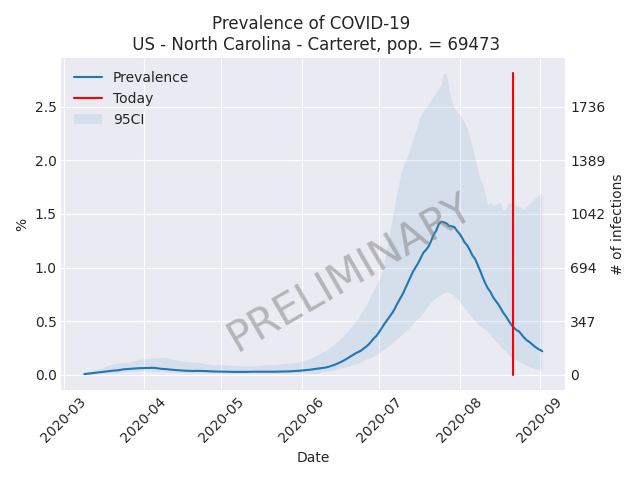 Prevalence of COVID-19
US - North Carolina - Carteret, pop. = 69473
Prevalence
Today
95CI
PRELIMINARY
%
2.5
2.0
1.5
1.0
0.5
0.0
1736
1389
1042
694
347
0
# of infections
2020-03
2020-04
2020-05
2020-06
2020-07
2020-08
2020-09
Date